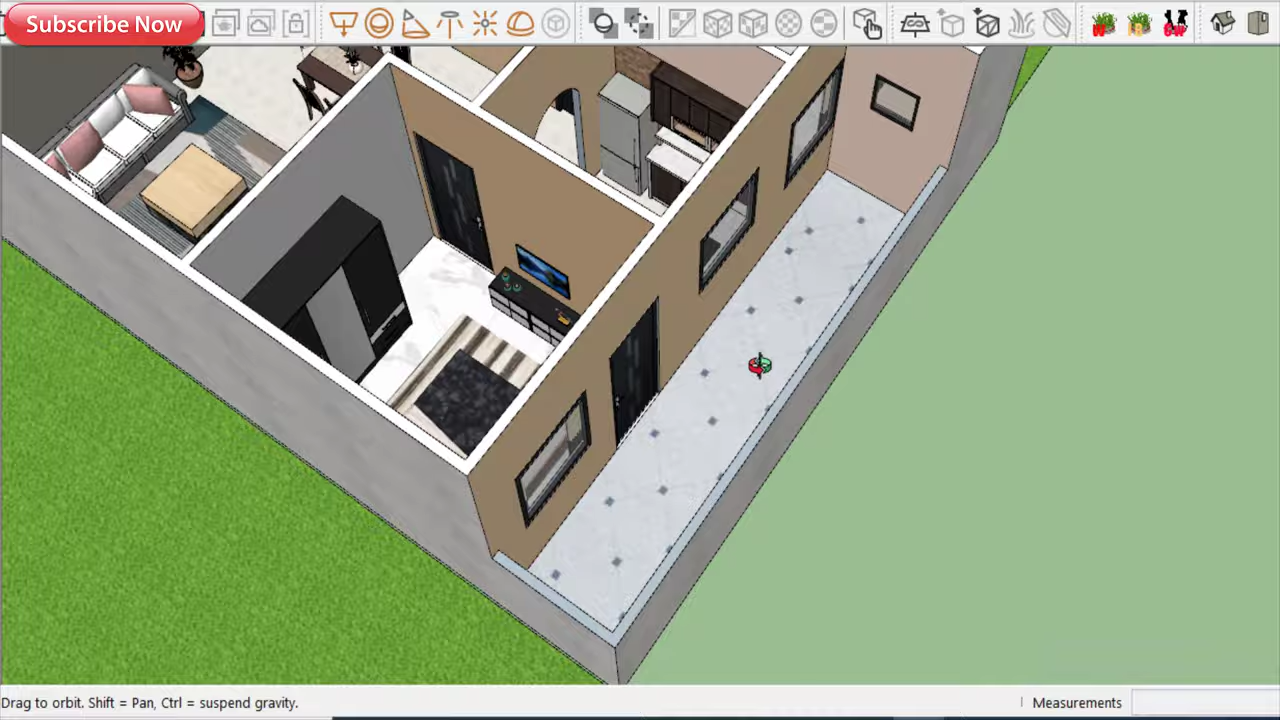 Subscribe Now
Drag to orbit. Shift = Pan, Ctrl = suspend gravity.
Measurements